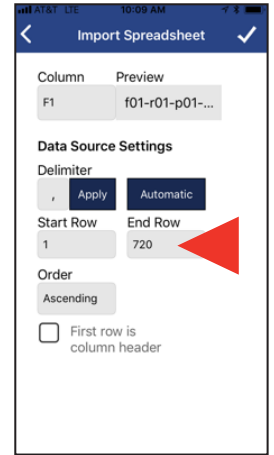 AT&T LTE 10:09 AM
Import Spreadsheet
Column Preview
F1 f01-r01-p01-...
Data Source Settings
Delimiter
, Apply Automatic
Start Row End Row
1 720
Order
Ascending
First row is
column header